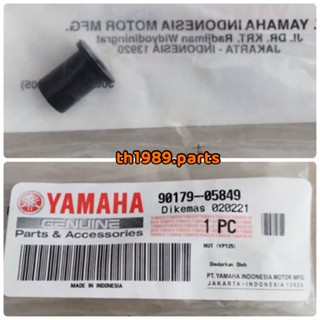 . YAMAHA INDONESIA MOTOR MFG.
JL. DR. KRT. Radjiman Widyodiningrat
JAKARTA - INDONESIA 13920
th1989.parts
YAMAHA
GENUINE
Parts & Accessories
MADE IN INDONESIA
90179-05849
Dikemas 020221
1 PC
NUT (YP125)
Diedarkan Oleh
PT. YAMAHA INDONESIA MOTOR MFG.
JAKARTA - INDONESIA 13920